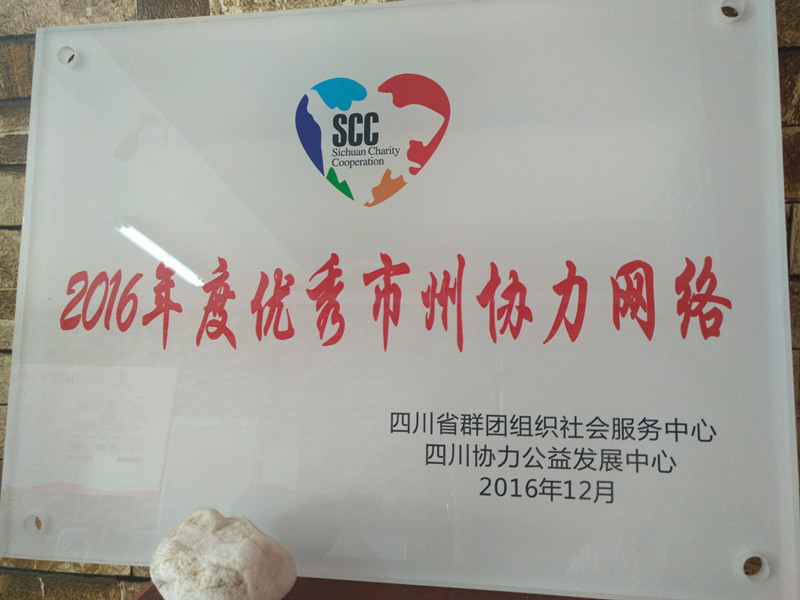 SCC
Sichuan Charity
Cooperation
2016年度优秀市州协力网络
四川省群团组织社会服务中心
四川协力公益发展中心
2016年12月